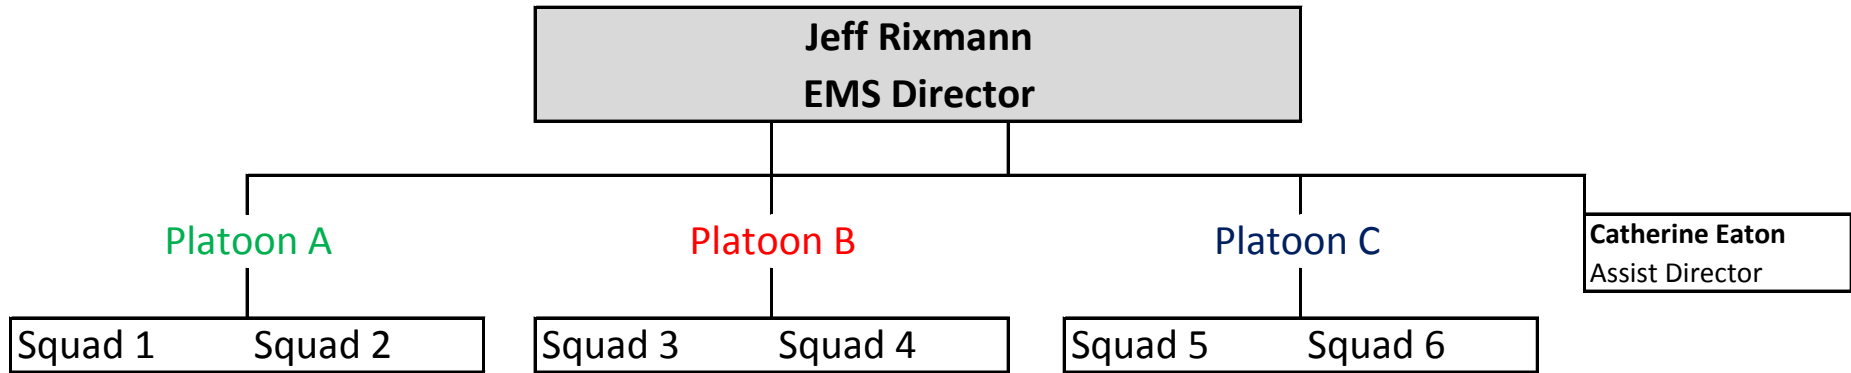 Jeff Rixmann
EMS Director
Platoon A
Platoon B
Platoon C
Catherine Eaton
Assist Director
Squad 1
Squad 2
Squad 3
Squad 4
Squad 5
Squad 6